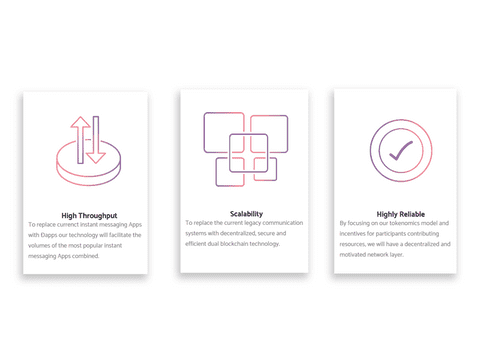 High Throughput
To replace currenct instant messaging Apps
with Dapps our technology will facilitate the
volumes of the most popular instant
messaging Apps combined.
Scalability
To replace the current legacy communication
systems with decentralized, secure and
efficient dual blockchain technology.
Highly Reliable
By focusing on our tokenomics model and
incentives for participants contributing
resources, we will have a decentralized and
motivated network layer.